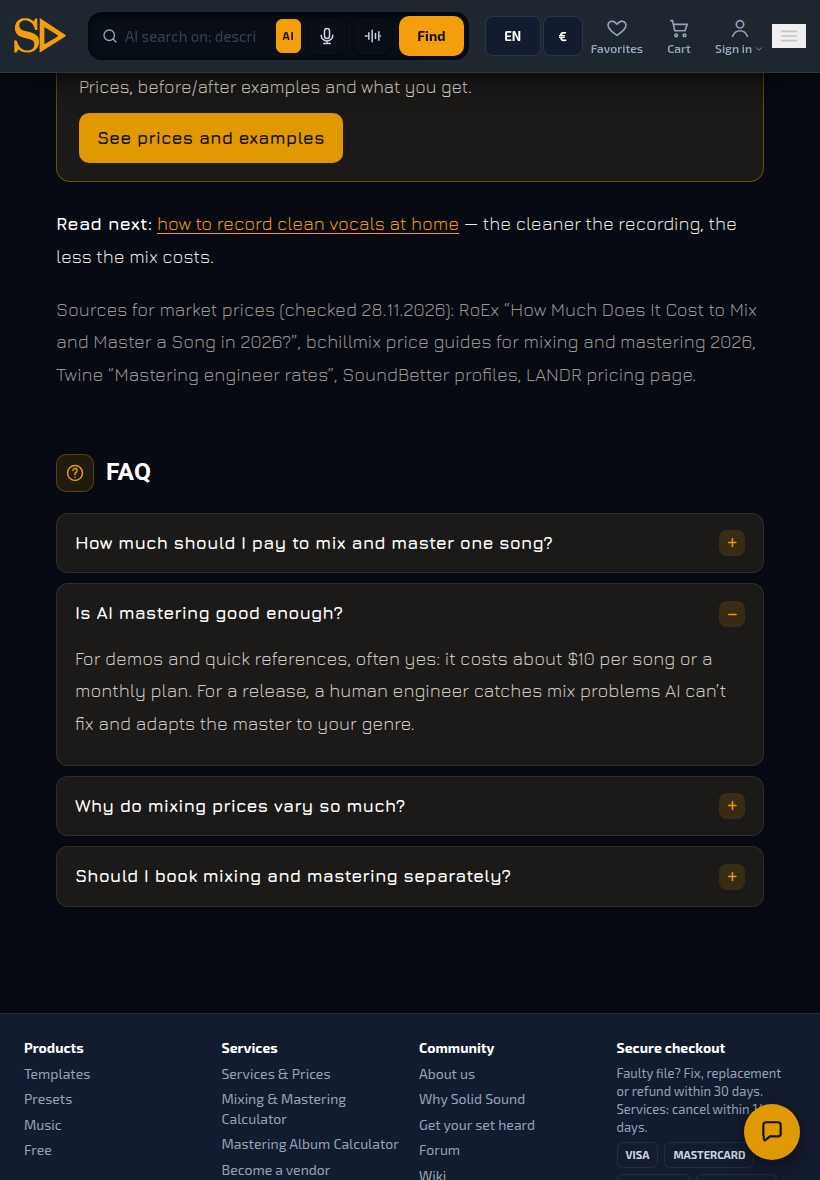 SD
AI search on: descri
AI
Find
EN
€
Favorites
Cart
Sign in
Prices, before/after examples and what you get.
See prices and examples
Read next: how to record clean vocals at home — the cleaner the recording, the
less the mix costs.
Sources for market prices (checked 28.11.2026): RoEx “How Much Does It Cost to Mix
and Master a Song in 2026?”, bchillmix price guides for mixing and mastering 2026,
Twine “Mastering engineer rates”, SoundBetter profiles, LANDR pricing page.
FAQ
How much should I pay to mix and master one song?
+
Is AI mastering good enough?
−
For demos and quick references, often yes: it costs about $10 per song or a
monthly plan. For a release, a human engineer catches mix problems AI can’t
fix and adapts the master to your genre.
Why do mixing prices vary so much?
+
Should I book mixing and mastering separately?
+
Products
Templates
Presets
Music
Free
Services
Services & Prices
Mixing & Mastering
Calculator
Mastering Album Calculator
Become a vendor
Community
About us
Why Solid Sound
Get your set heard
Forum
Wiki
Secure checkout
Faulty file? Fix, replacement
or refund within 30 days.
Services: cancel within
days.
VISA
MASTERCARD